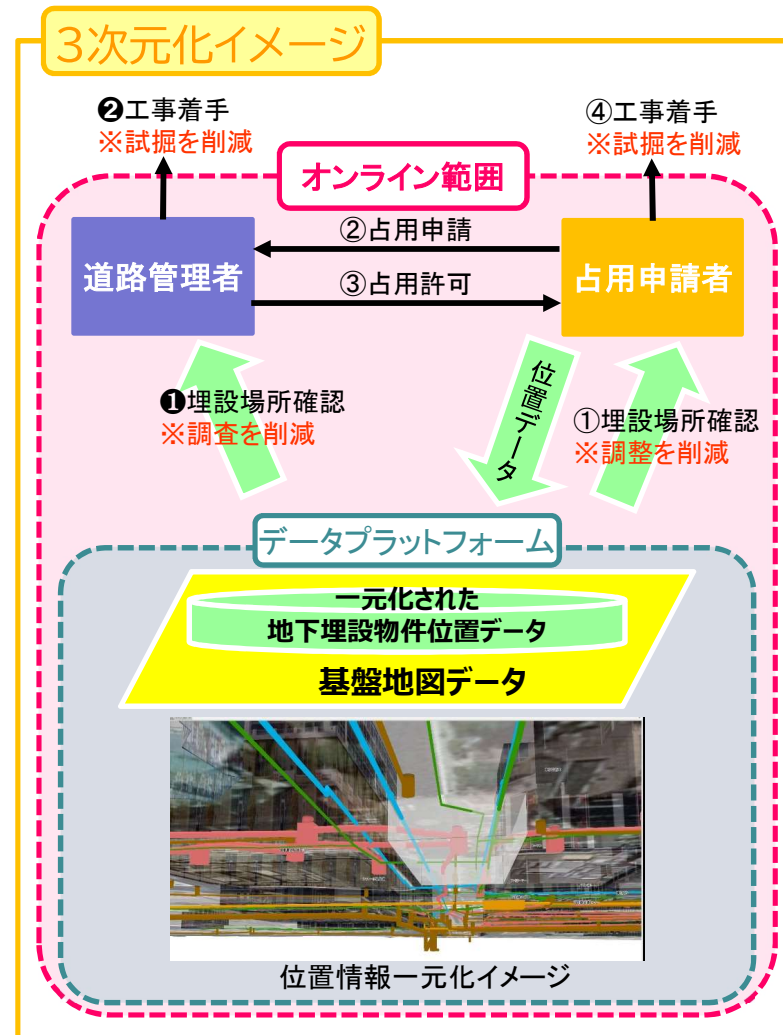 3次元化イメージ
❷工事着手
※試掘を削減
④工事着手
※試掘を削減
オンライン範囲
道路管理者
②占用申請
③占用許可
占用申請者
❶埋設場所確認
※調査を削減
位置データ
①埋設場所確認
※調整を削減
データプラットフォーム
一元化された
地下埋設物件位置データ
基盤地図データ
位置情報一元化イメージ